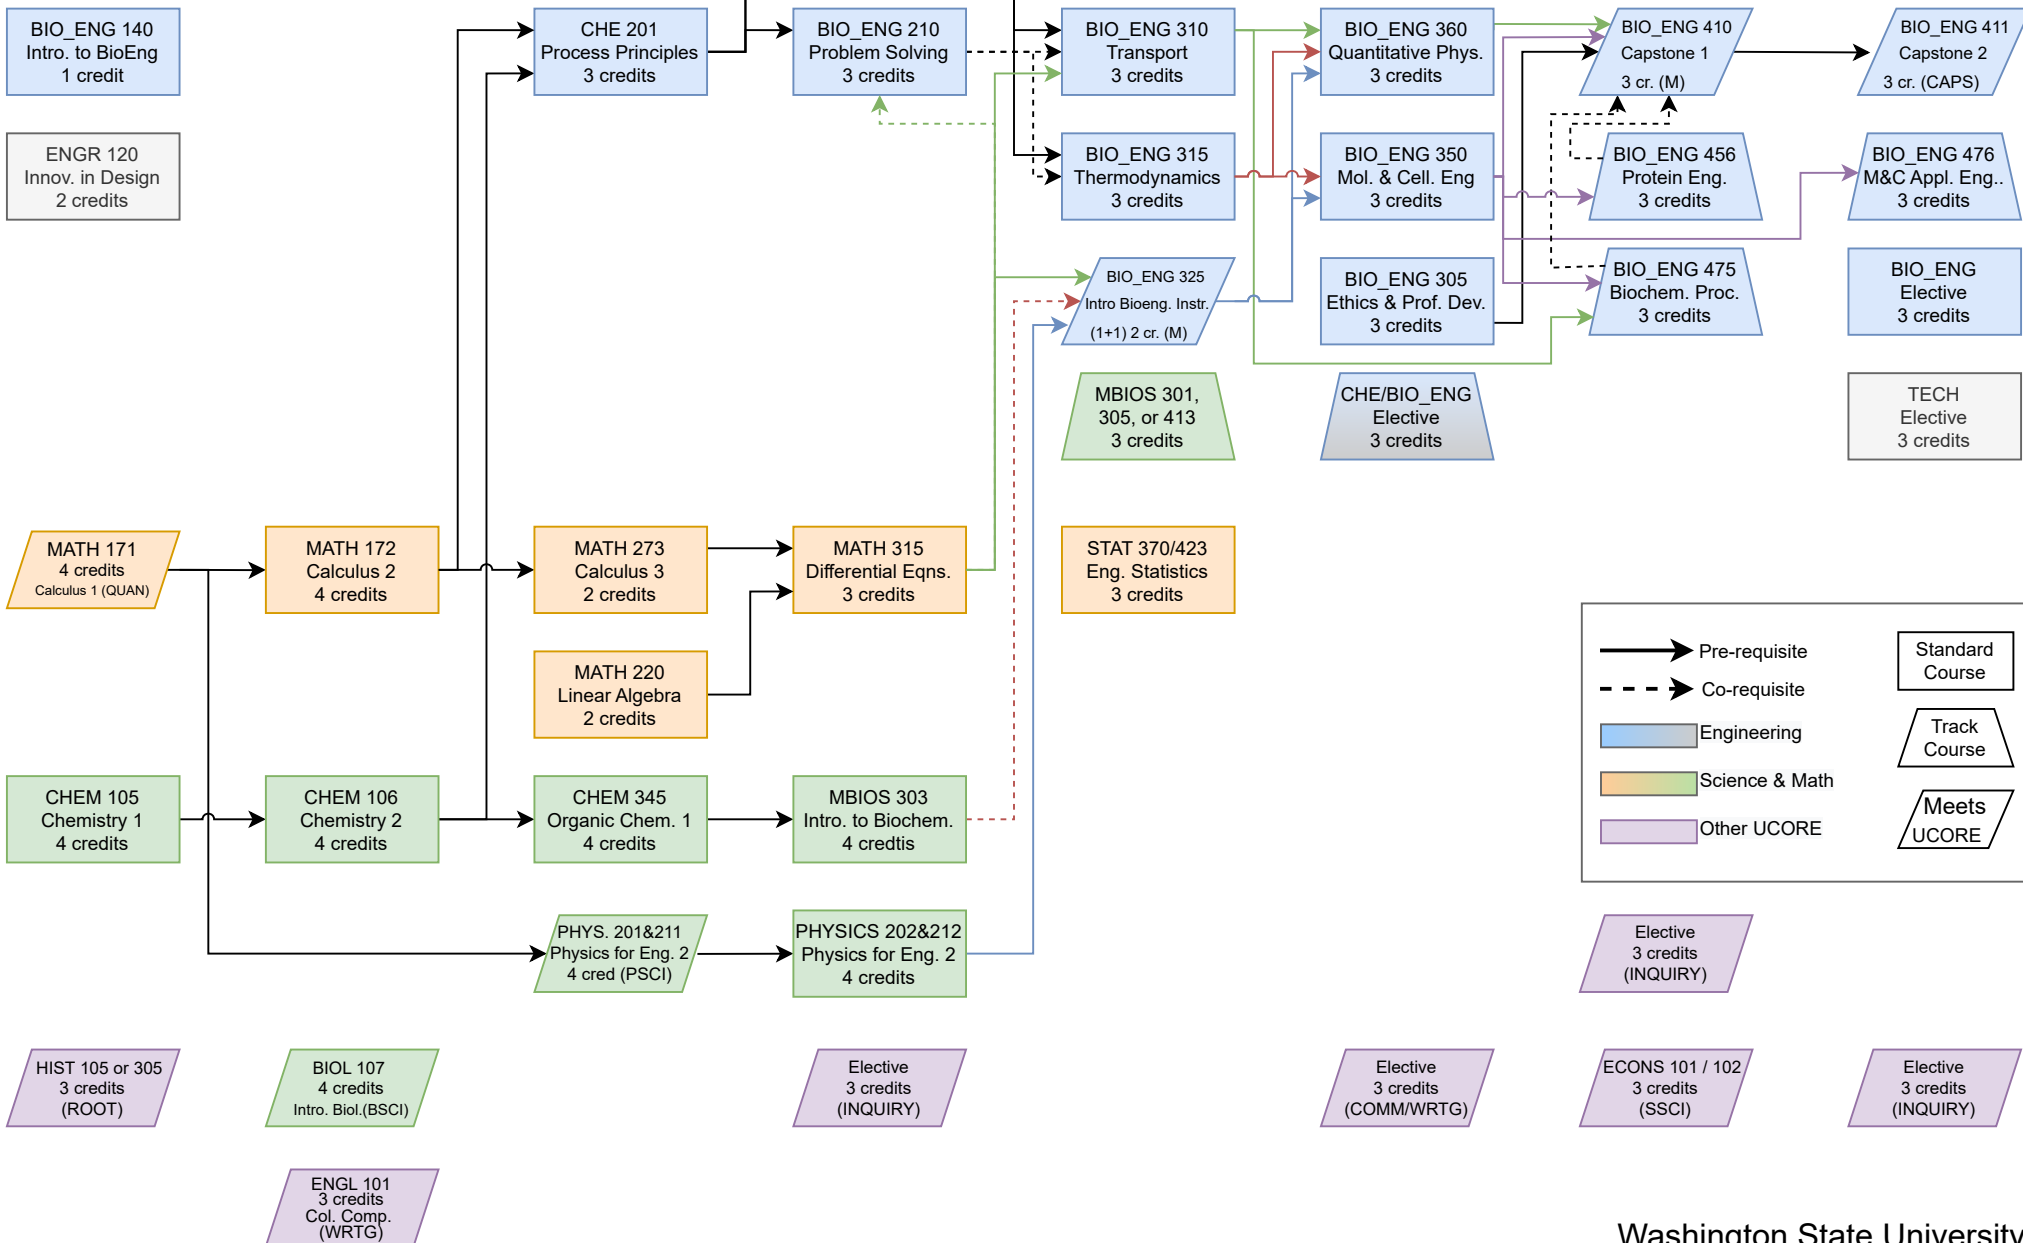 BIO_ENG 140
Intro. to BioEng
1 credit
CHE 201
Process Principles
3 credits
BIO_ENG 210
Problem Solving
3 credits
BIO_ENG 310
Transport
3 credits
BIO_ENG 360
Quantitative Phys.
3 credits
BIO_ENG 410
Capstone 1
3 cr. (M)
BIO_ENG 411
Capstone 2
3 cr. (CAPS)
ENGR 120
Innov. in Design
2 credits
BIO_ENG 315
Thermodynamics
3 credits
BIO_ENG 350
Mol. & Cell. Eng
3 credits
BIO_ENG 456
Protein Eng.
3 credits
BIO_ENG 476
M&C Appl. Eng..
3 credits
BIO_ENG 325
Intro Bioeng. Instr.
(1+1) 2 cr. (M)
BIO_ENG 305
Ethics & Prof. Dev.
3 credits
BIO_ENG 475
Biochem. Proc.
3 credits
BIO_ENG
Elective
3 credits
MBIOS 301,
305, or 413
3 credits
CHE/BIO_ENG
Elective
3 credits
TECH
Elective
3 credits
MATH 171
4 credits
Calculus 1 (QUAN)
MATH 172
Calculus 2
4 credits
MATH 273
Calculus 3
2 credits
MATH 315
Differential Eqns.
3 credits
STAT 370/423
Eng. Statistics
3 credits
MATH 220
Linear Algebra
2 credits
Pre-requisite
Co-requisite
Engineering
Science & Math
Other UCORE
Standard
Course
Track
Course
Meets
UCORE
CHEM 105
Chemistry 1
4 credits
CHEM 106
Chemistry 2
4 credits
CHEM 345
Organic Chem. 1
4 credits
MBIOS 303
Intro. to Biochem.
4 credtis
PHYS. 201&211
Physics for Eng. 2
4 cred (PSCI)
PHYSICS 202&212
Physics for Eng. 2
4 credits
Elective
3 credits
(INQUIRY)
HIST 105 or 305
3 credits
(ROOT)
BIOL 107
4 credits
Intro. Biol.(BSCI)
Elective
3 credits
(INQUIRY)
Elective
3 credits
(COMM/WRTG)
ECONS 101 / 102
3 credits
(SSCI)
Elective
3 credits
(INQUIRY)
ENGL 101
3 credits
Col. Comp.
(WRTG)
Washington State University